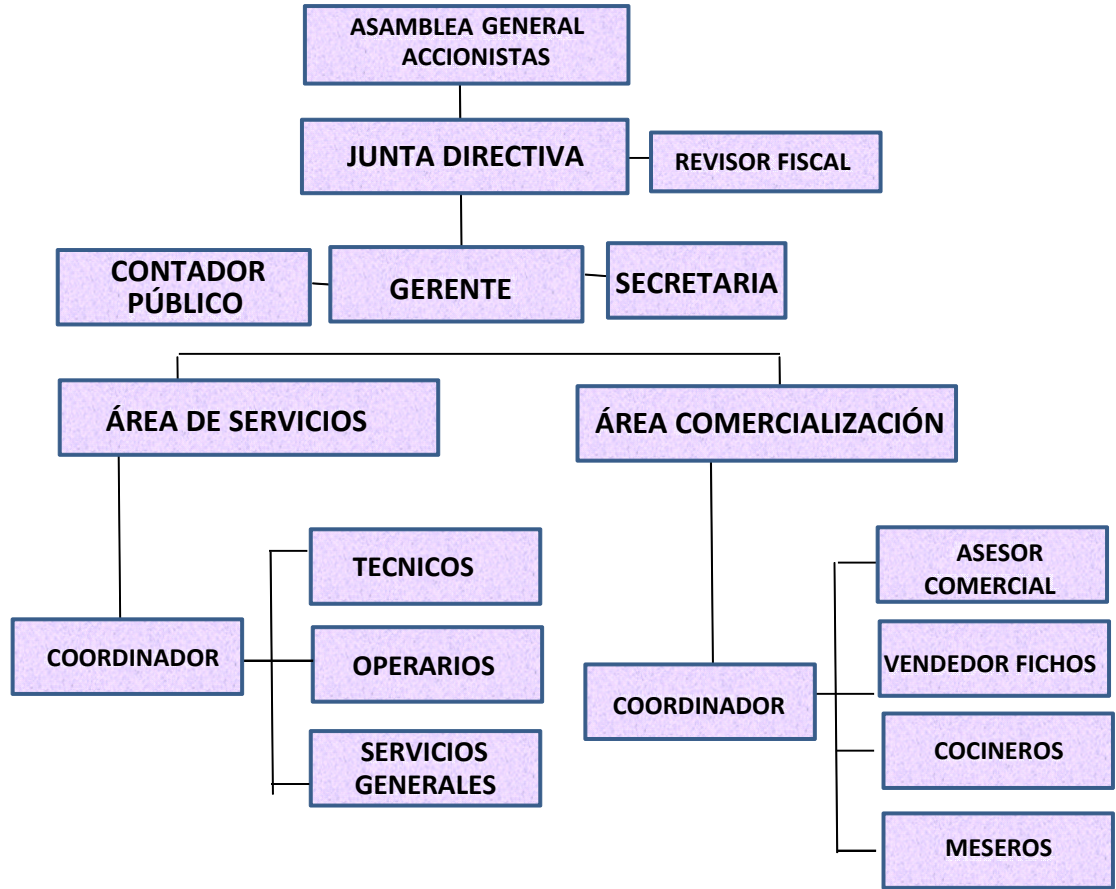 ASAMBLEA GENERAL
ACCIONISTAS
JUNTA DIRECTIVA
REVISOR FISCAL
CONTADOR
PÚBLICO
GERENTE
SECRETARIA
ÁREA DE SERVICIOS
ÁREA COMERCIALIZACIÓN
COORDINADOR
TECNICOS
OPERARIOS
SERVICIOS
GENERALES
COORDINADOR
ASESOR
COMERCIAL
VENDEDOR FICHOS
COCINEROS
MESEROS